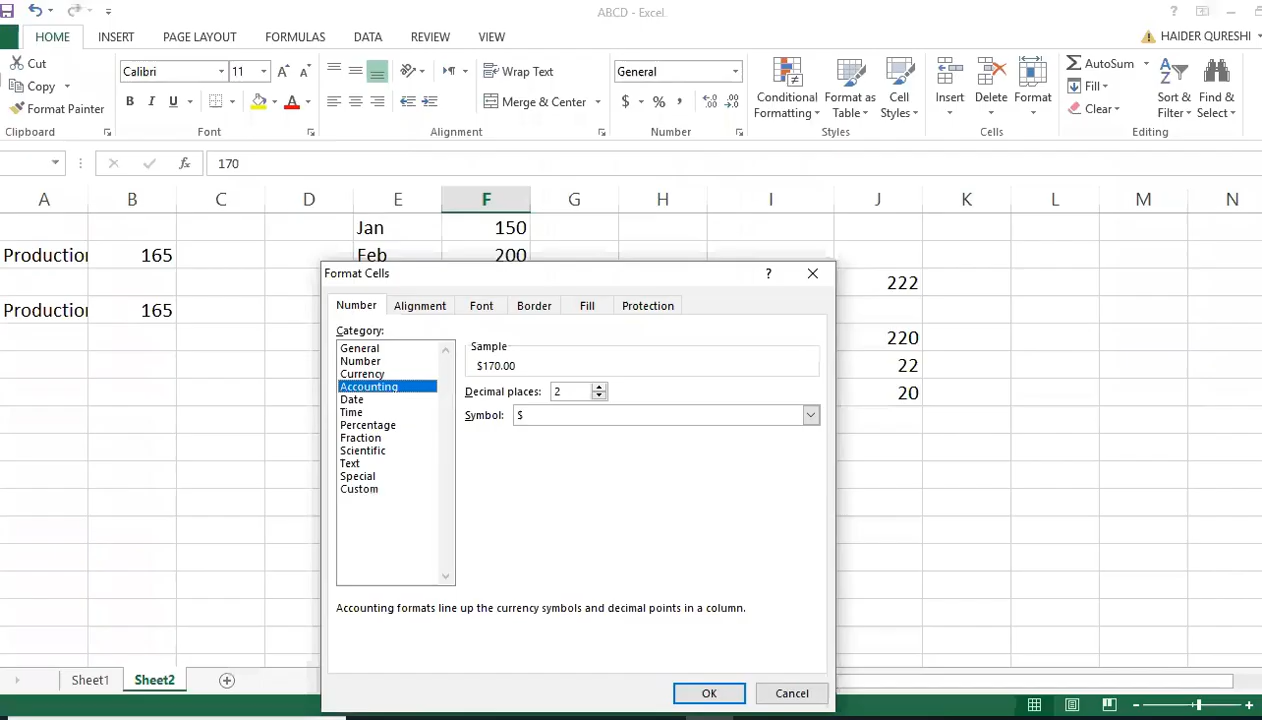 ABCD - Excel.
HOME INSERT PAGE LAYOUT FORMULAS DATA REVIEW VIEW HAIDER QURESHI
Cut
Copy
Format Painter
Clipboard
Calibri 11
B I U A
Font
Wrap Text
Merge & Center
Alignment
General
$ % ,
Number
Conditional Formatting
Format as Table
Cell Styles
Styles
Insert Delete Format
Cells
AutoSum
Fill
Clear
Sort & Filter
Find & Select
Editing
fx 170
A B C D E F G H I J K L M N
Jan 150
Production 165 Feb 200
222
Production 165
220
22
20
Format Cells ?
Number Alignment Font Border Fill Protection
Category:
General
Number
Currency
Accounting
Date
Time
Percentage
Fraction
Scientific
Text
Special
Custom
Sample
$170.00
Decimal places: 2
Symbol: $
Accounting formats line up the currency symbols and decimal points in a column.
OK Cancel
Sheet1 Sheet2